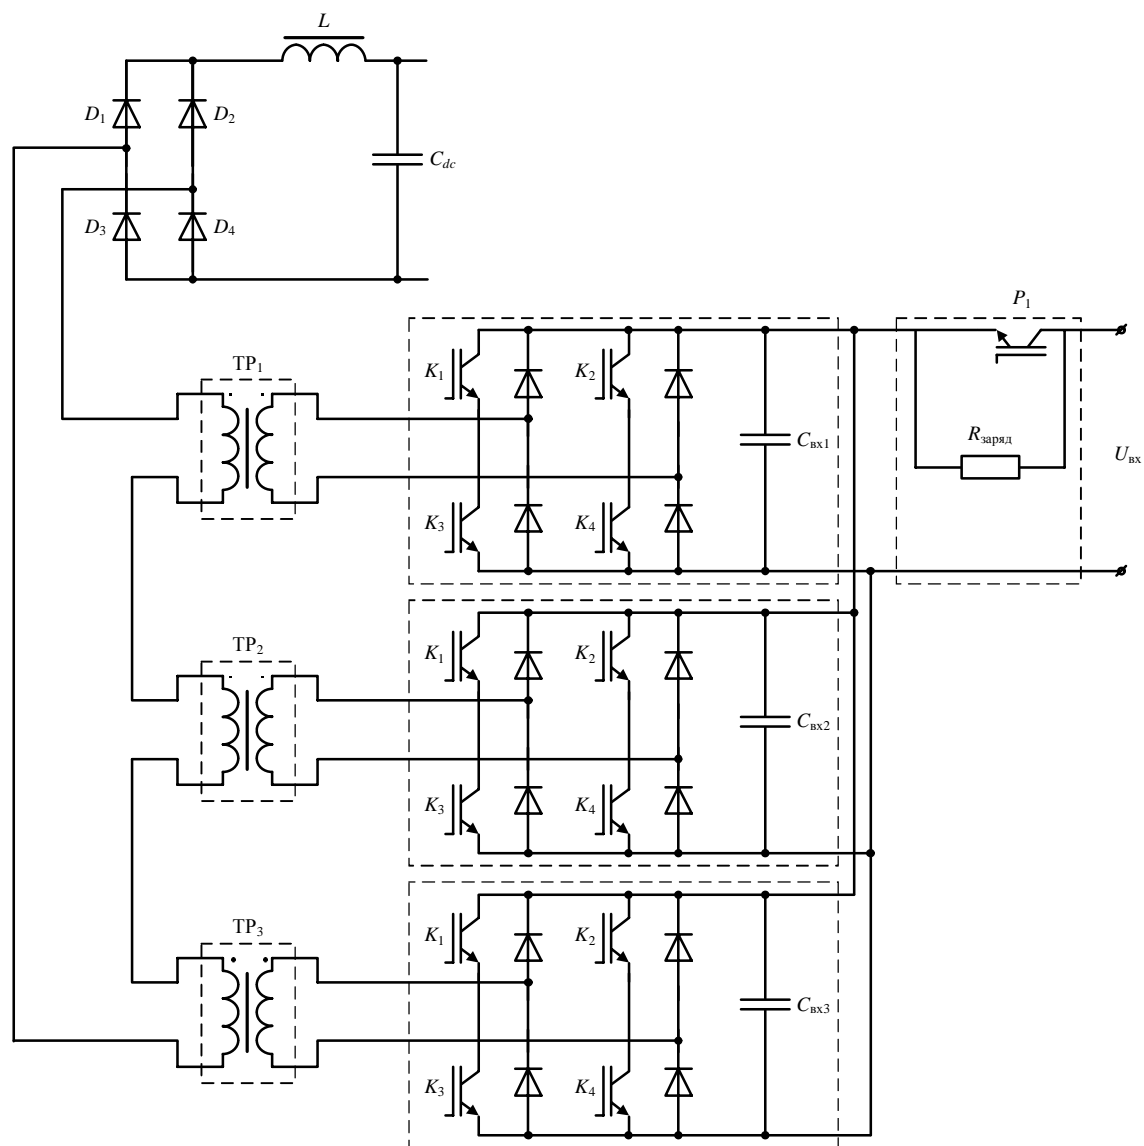 L
D1 D2
Cdc
D3 D4
P1
TP1
K1 K2
Cвх1
Rзаряд
Uвх
K3 K4
TP2
K1 K2
Cвх2
K3 K4
TP3
K1 K2
Cвх3
K3 K4